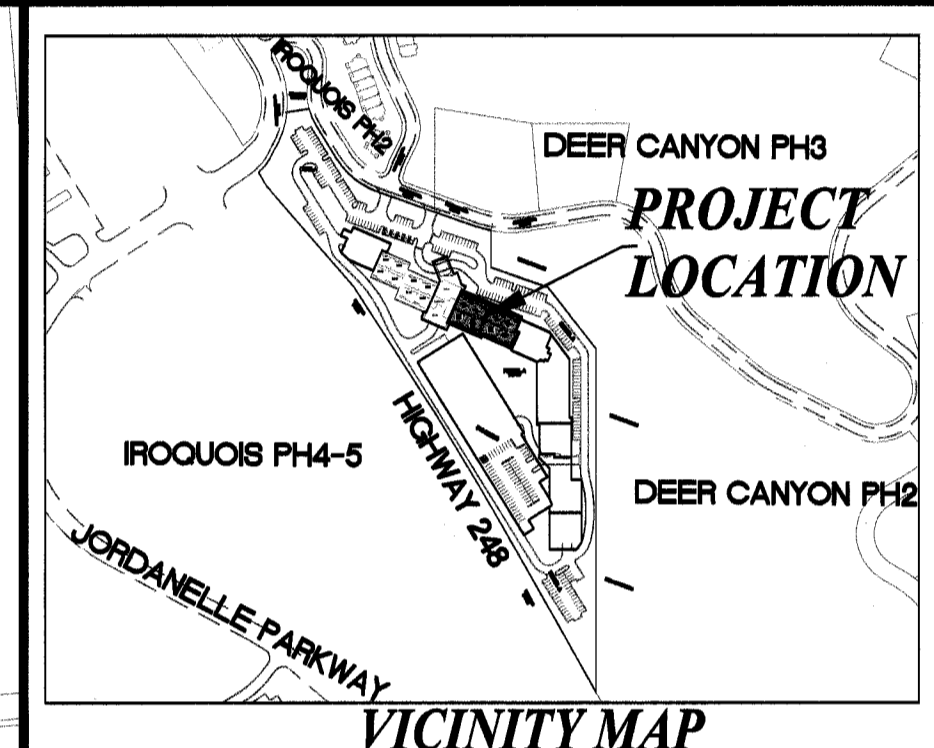 IROQUOIS PH2
DEER CANYON PH3
PROJECT
LOCATION
HIGHWAY 248
IROQUOIS PH4-5
DEER CANYON PH2
JORDANELLE PARKWAY
VICINITY MAP